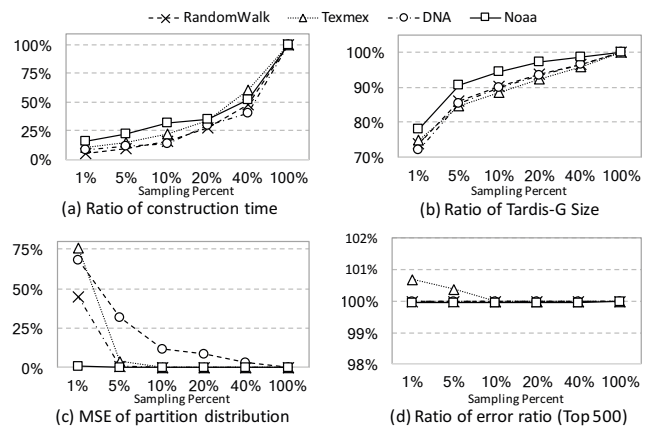 RandomWalk Texmex DNA Noaa
100%
75%
50%
25%
0%
1% 5% 10% 20% 40% 100%
Sampling Percent
(a) Ratio of construction time
100%
90%
80%
70%
1% 5% 10% 20% 40% 100%
Sampling Percent
(b) Ratio of Tardis-G Size
75%
50%
25%
0%
1% 5% 10% 20% 40% 100%
Sampling Percent
(c) MSE of partition distribution
102%
101%
100%
99%
98%
1% 5% 10% 20% 40% 100%
Sampling Percent
(d) Ratio of error ratio (Top 500)